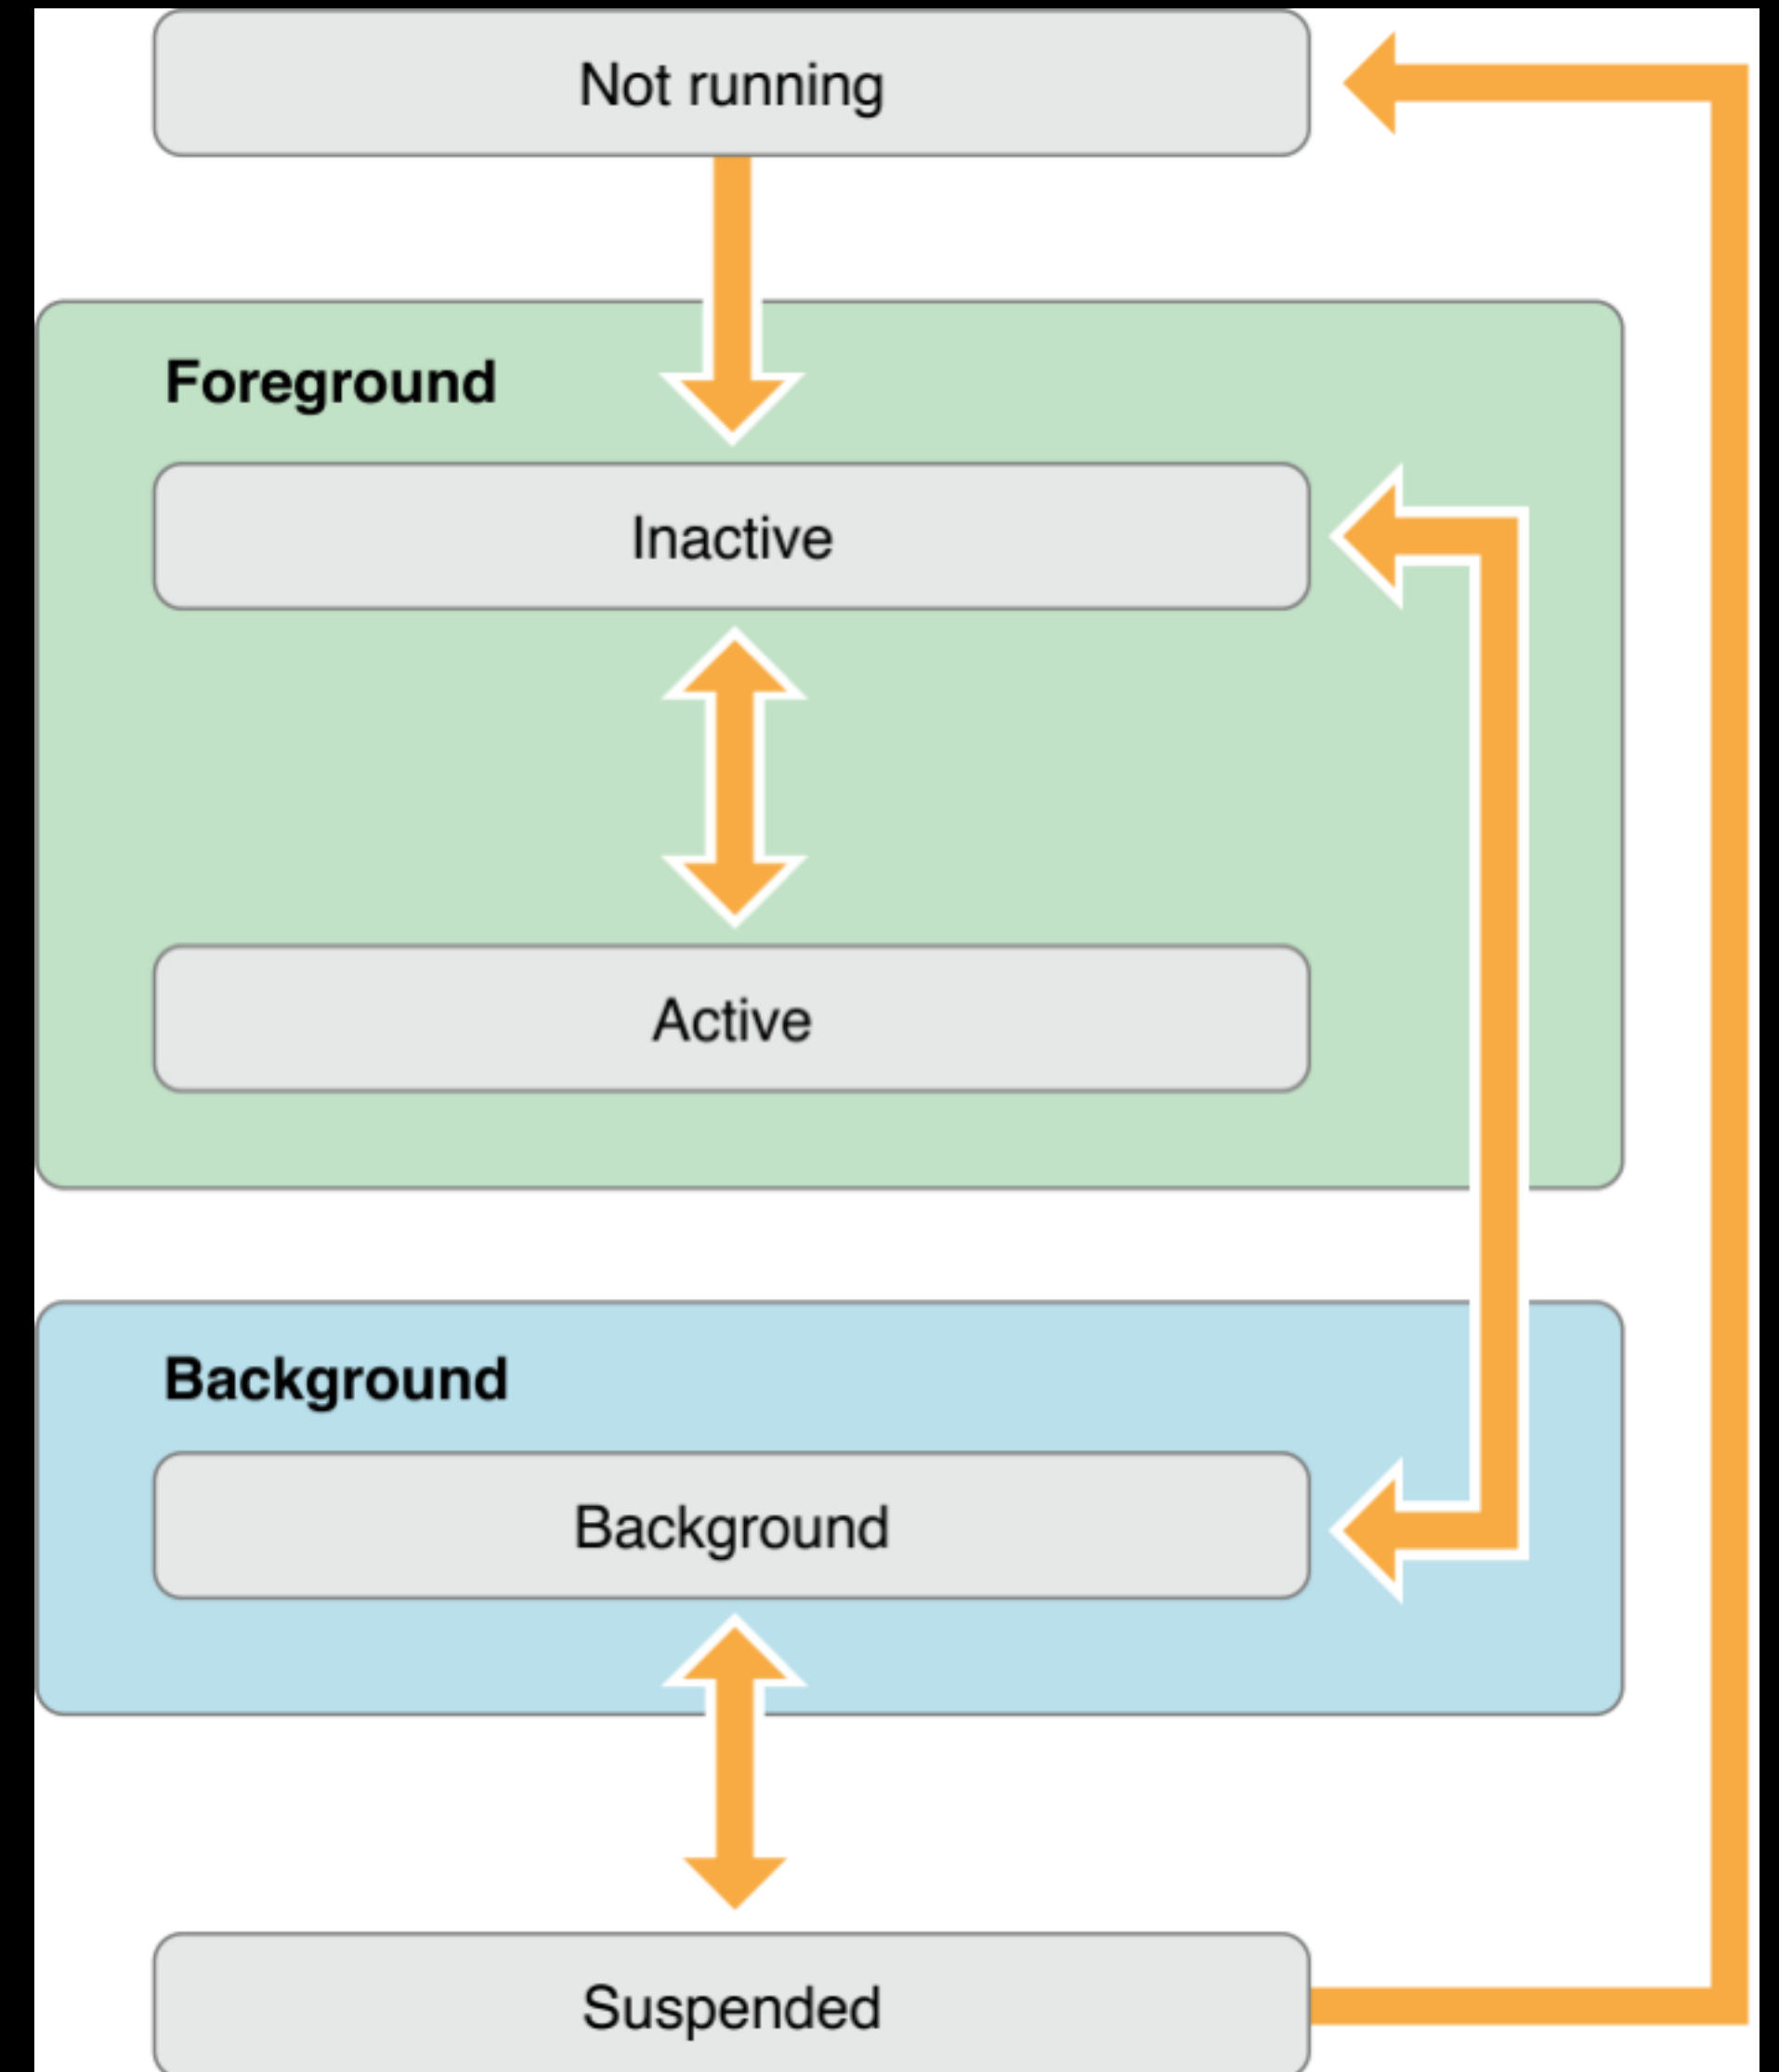 Not running
Foreground
Inactive
Active
Background
Background
Suspended